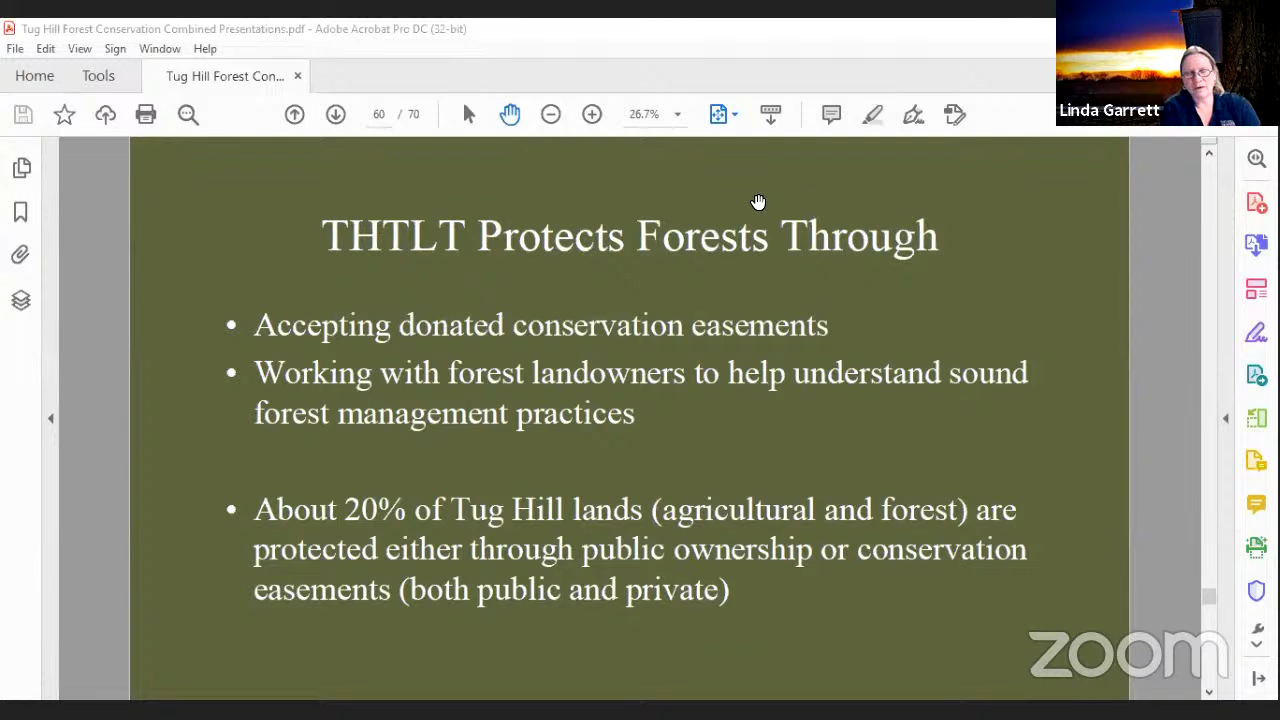 Tug Hill Forest Conservation Combined Presentations.pdf - Adobe Acrobat Pro DC (32-bit)
File Edit View Sign Window Help
Home Tools Tug Hill Forest Con... ×
60 / 70 26.7%
Linda Garrett
THTLT Protects Forests Through
• Accepting donated conservation easements
• Working with forest landowners to help understand sound
forest management practices
• About 20% of Tug Hill lands (agricultural and forest) are
protected either through public ownership or conservation
easements (both public and private)
zoom